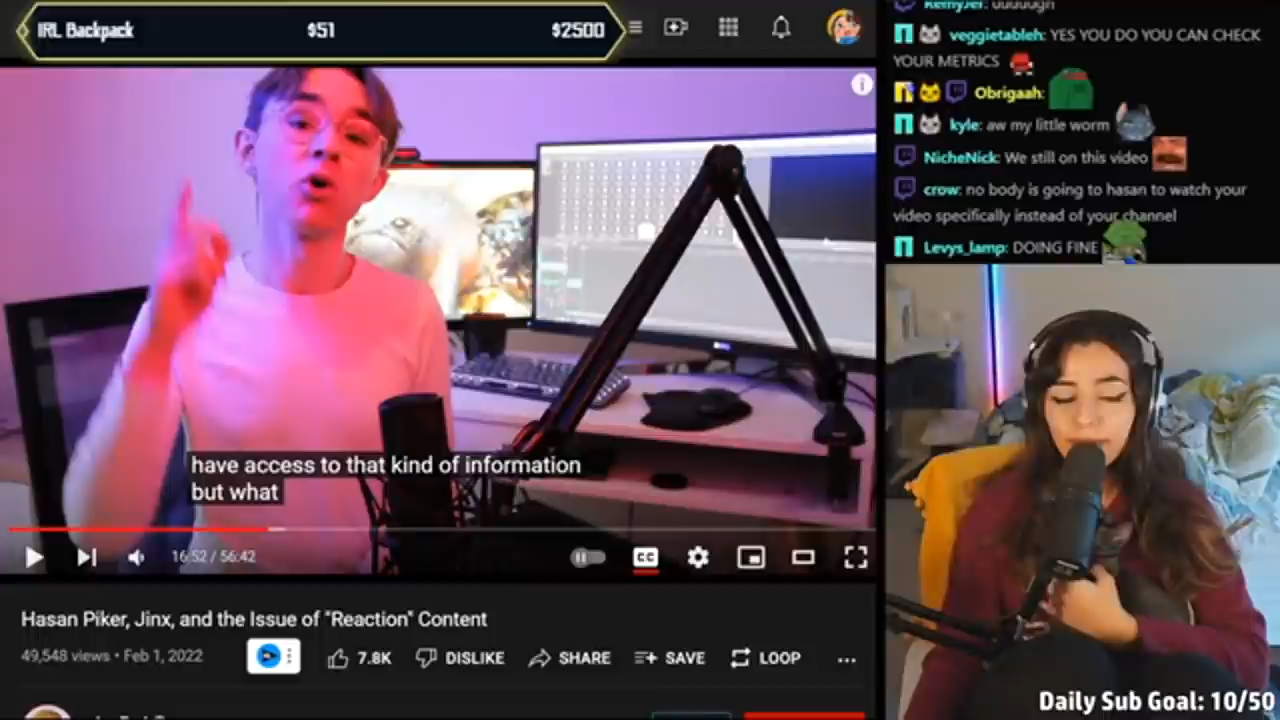 IRL Backpack $51 $2500
have access to that kind of information
but what
16:52 / 56:42
CC
Hasan Piker, Jinx, and the Issue of "Reaction" Content
49,548 views • Feb 1, 2022
7.8K DISLIKE SHARE SAVE LOOP
RemyJer: uuuuugh
veggietableh: YES YOU DO YOU CAN CHECK
YOUR METRICS
Obrigaah:
kyle: aw my little worm
NicheNick: We still on this video
crow: no body is going to hasan to watch your
video specifically instead of your channel
Levys_lamp: DOING FINE
Daily Sub Goal: 10/50